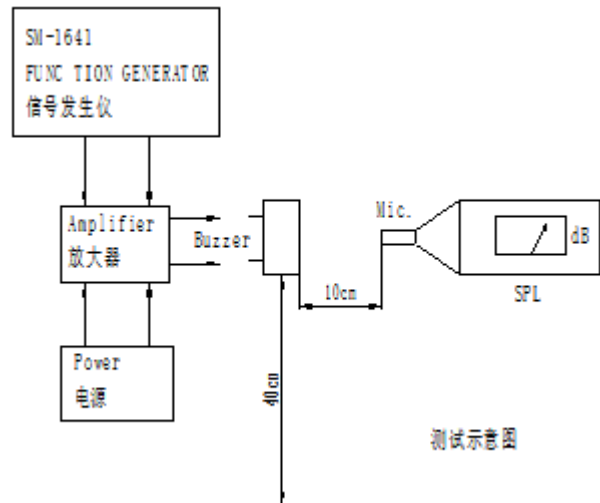 SM-1641
FUNC TION GENERATOR
信号发生仪
Amplifier
放大器
Buzzer
Mic.
dB
10cm
SPL
Power
电源
40cm
测试示意图